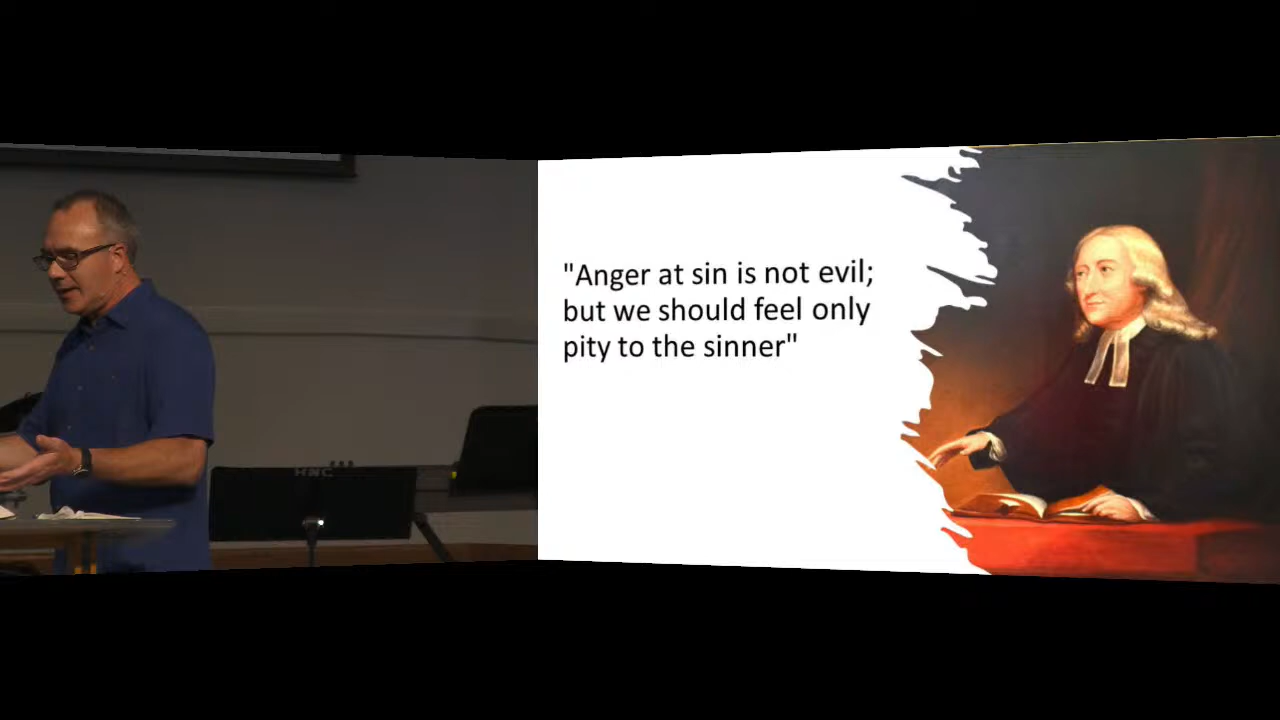 "Anger at sin is not evil;
but we should feel only
pity to the sinner"